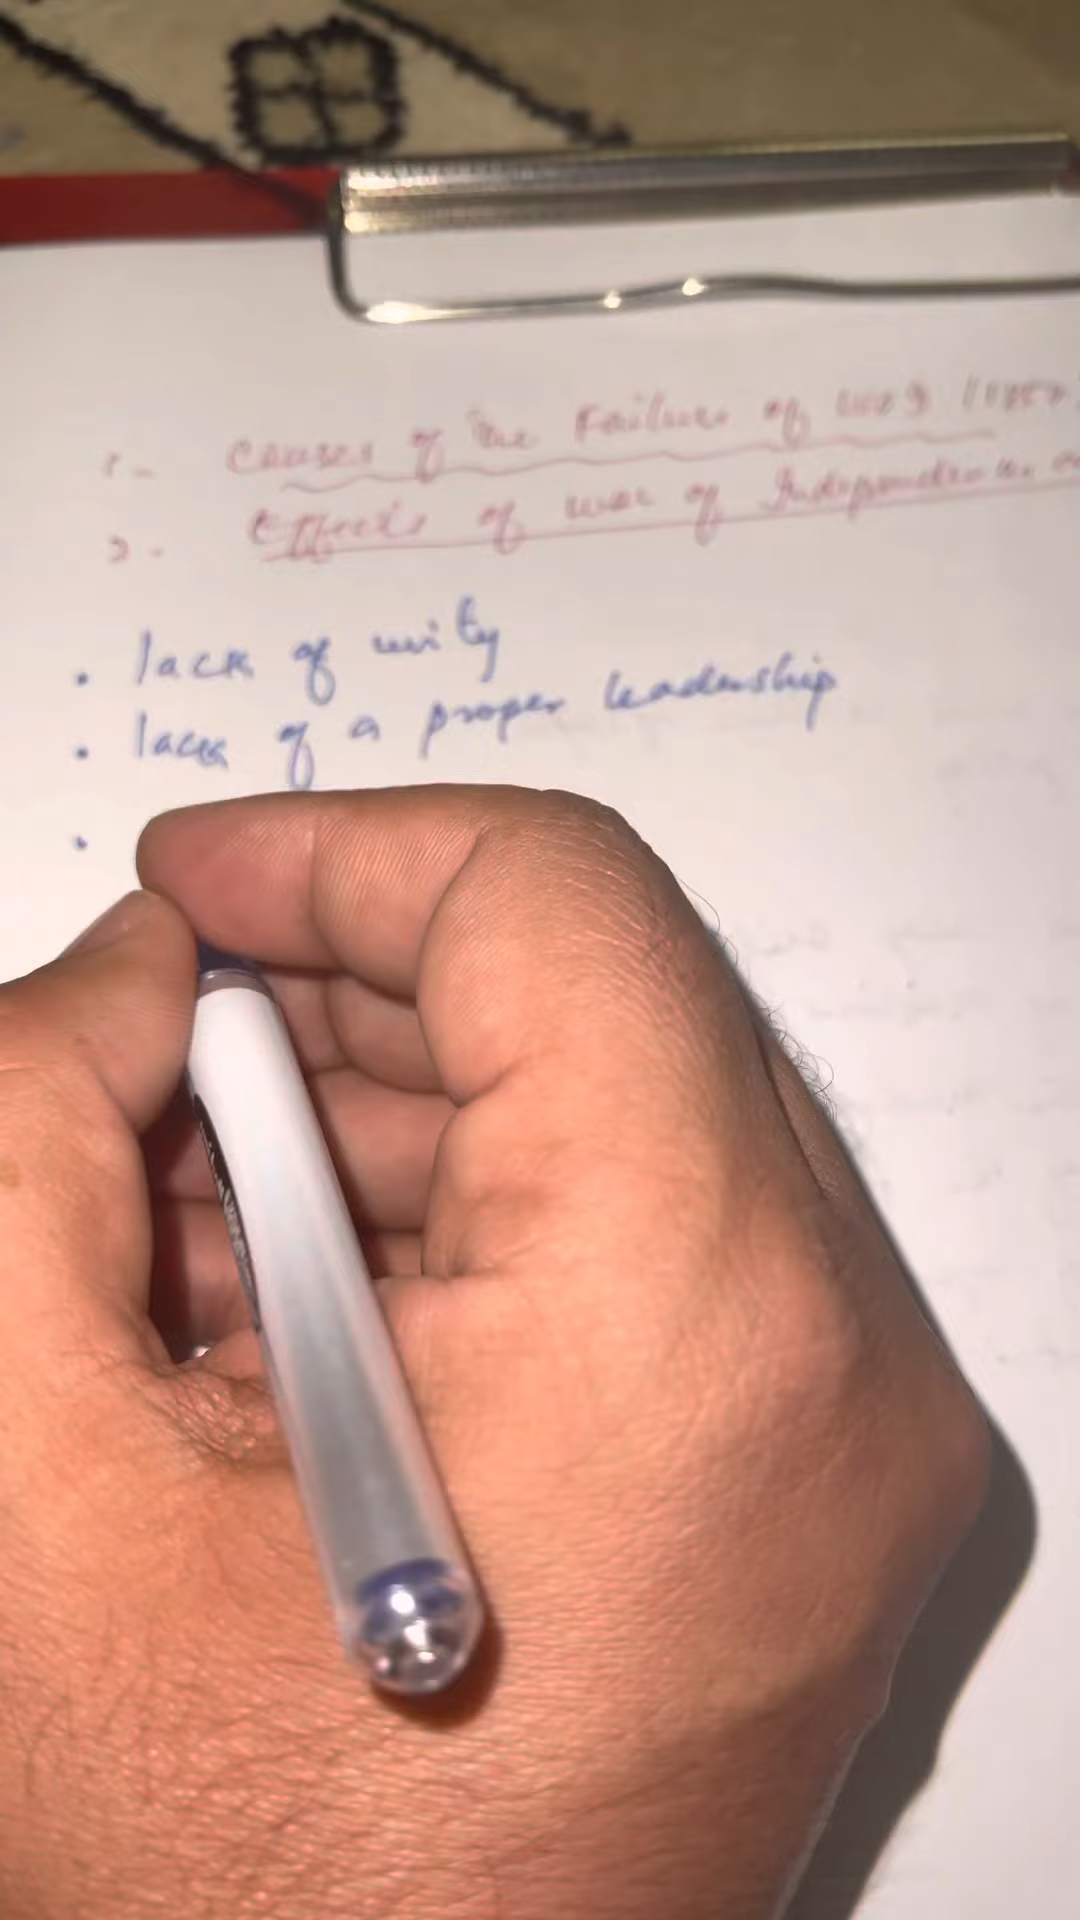 1- Causes of the Failure of
2- Effects of war of Independence
• lack of unity
• lack of a proper leadership
•